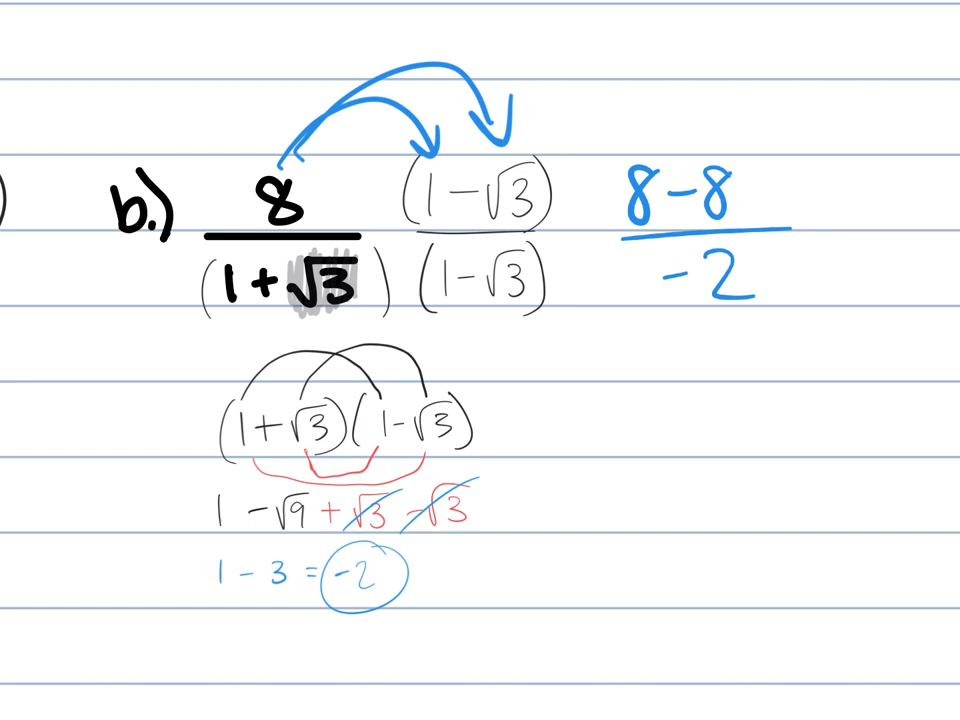 b.) 8 / (1 + √3) (1 − √3) / (1 − √3) 8 − 8 / −2
(1 + √3)(1 − √3)
1 − √9 + √3 − √3
1 − 3 = −2